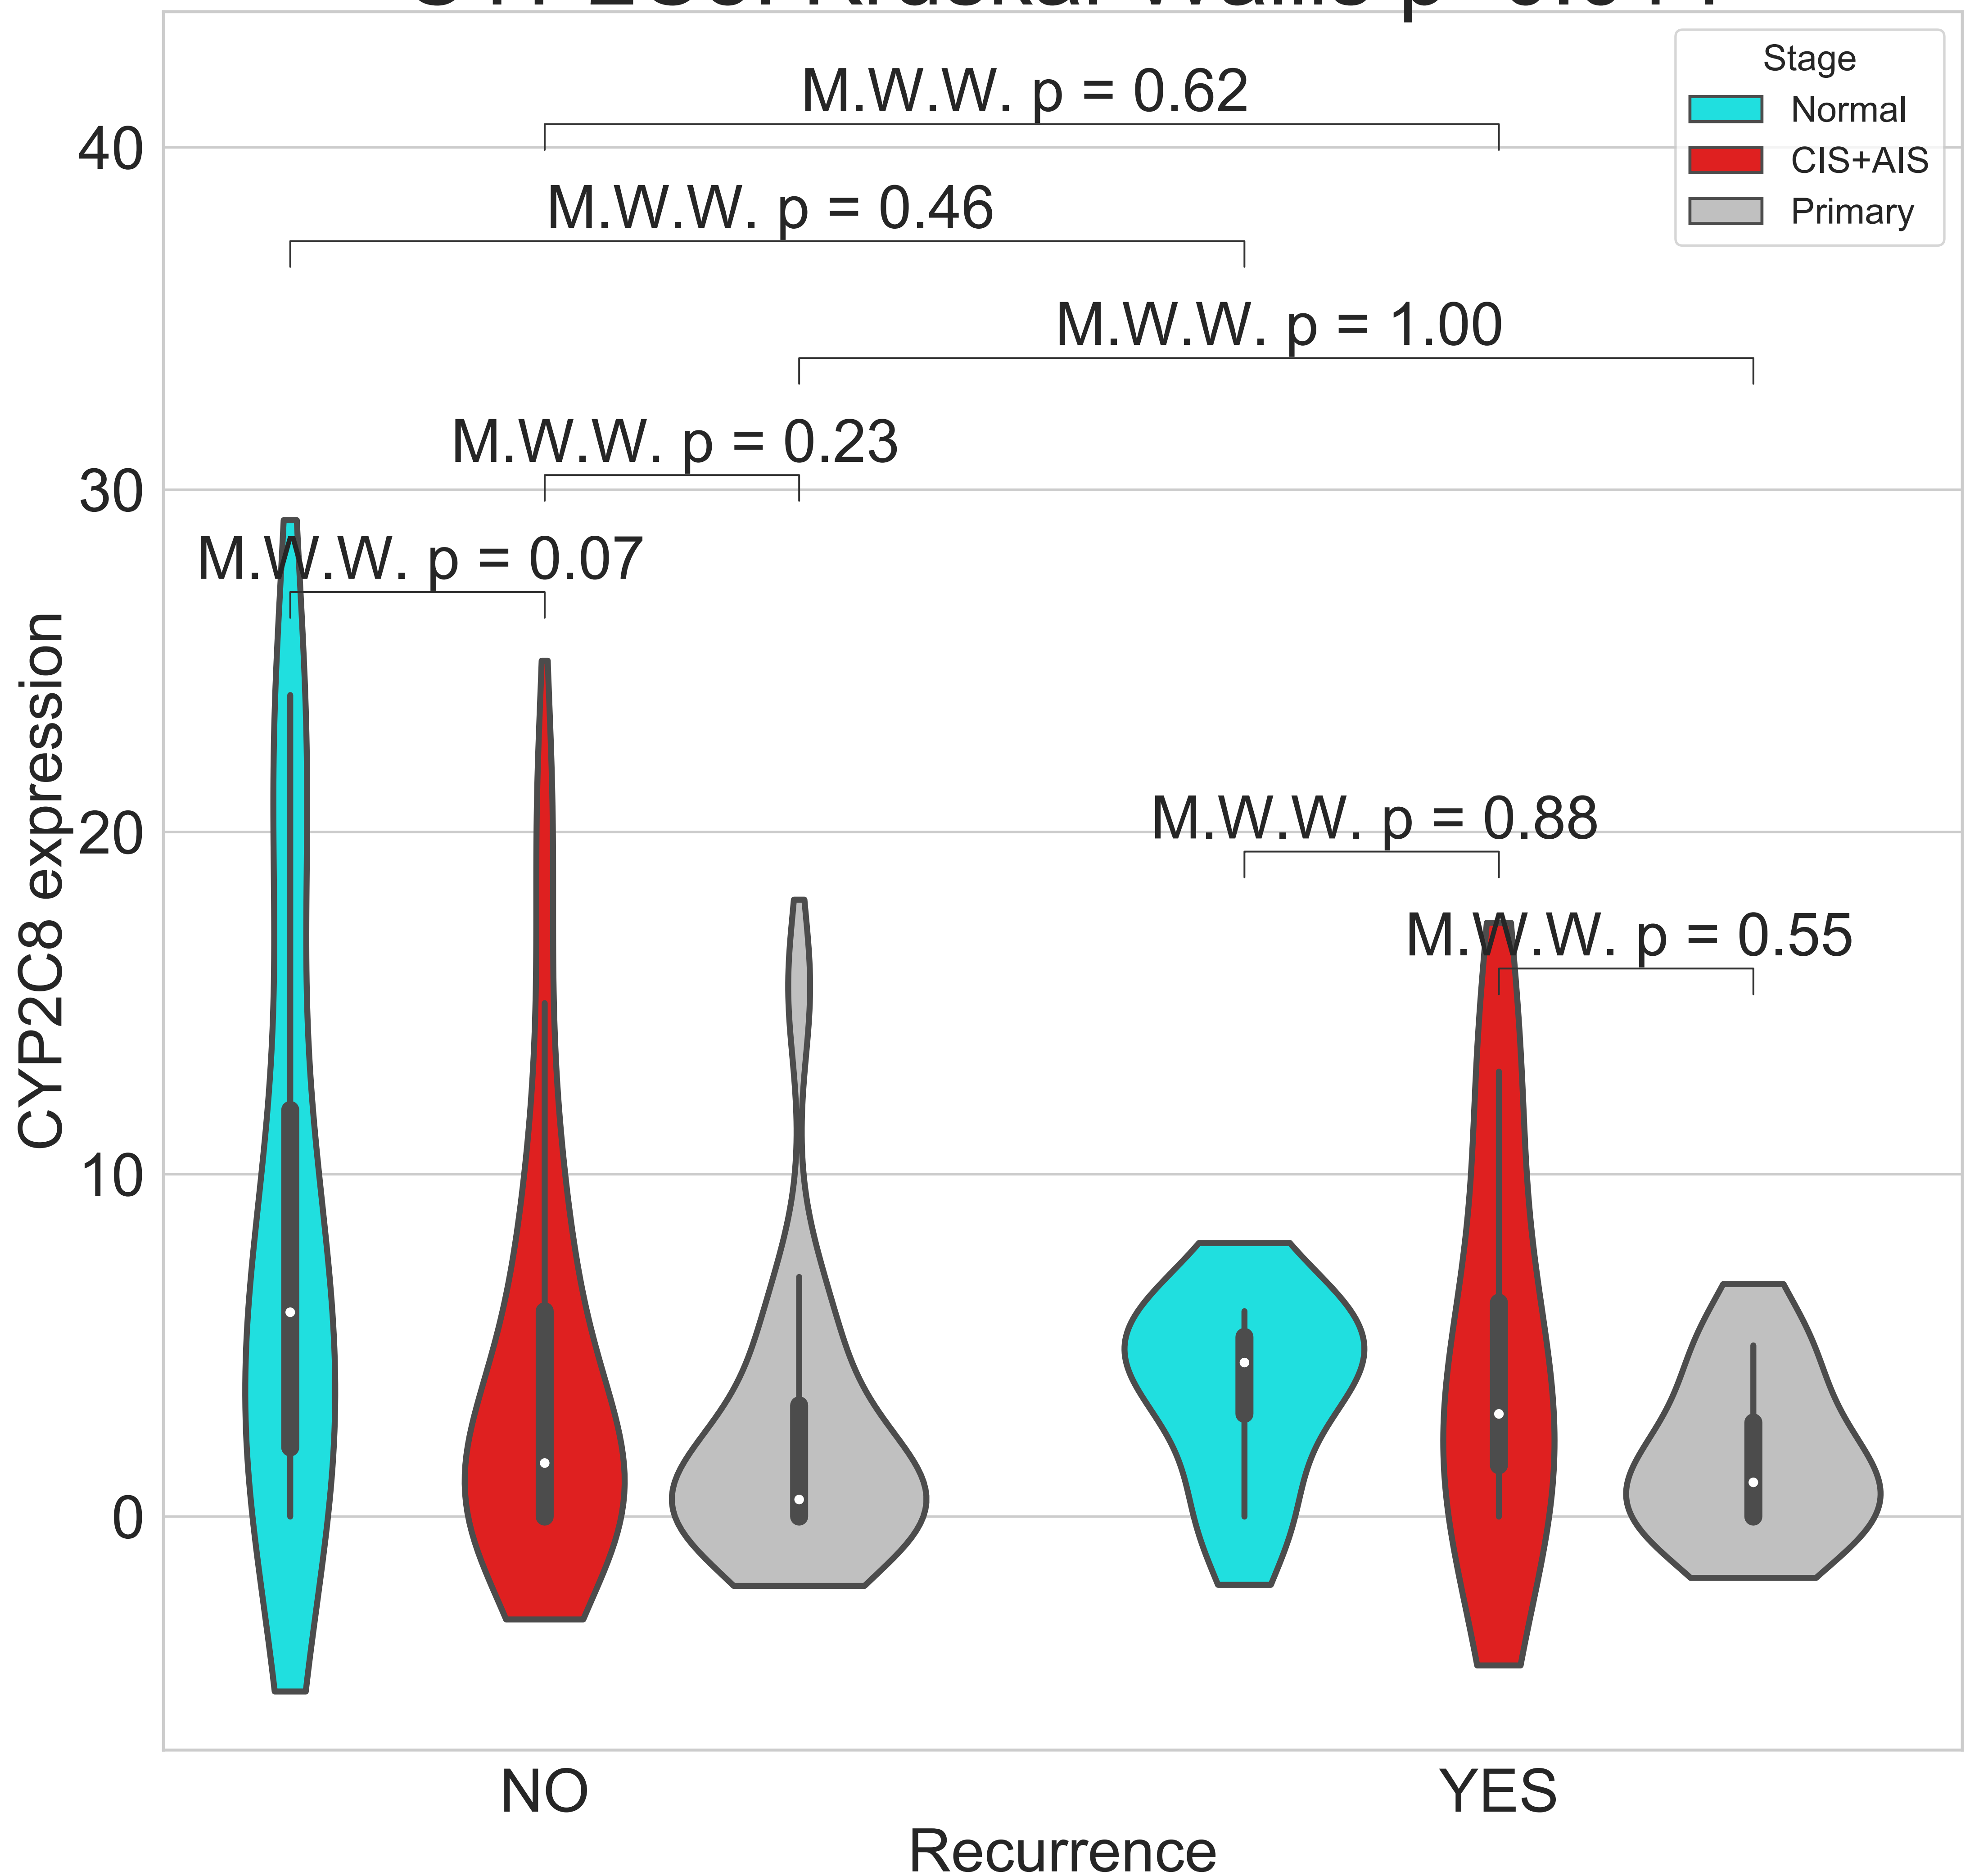 Stage
Normal
CIS+AIS
Primary
M.W.W. p = 0.62
M.W.W. p = 0.46
M.W.W. p = 1.00
M.W.W. p = 0.23
M.W.W. p = 0.07
M.W.W. p = 0.88
M.W.W. p = 0.55
40
30
20
10
0
CYP2C8 expression
NO
YES
Recurrence